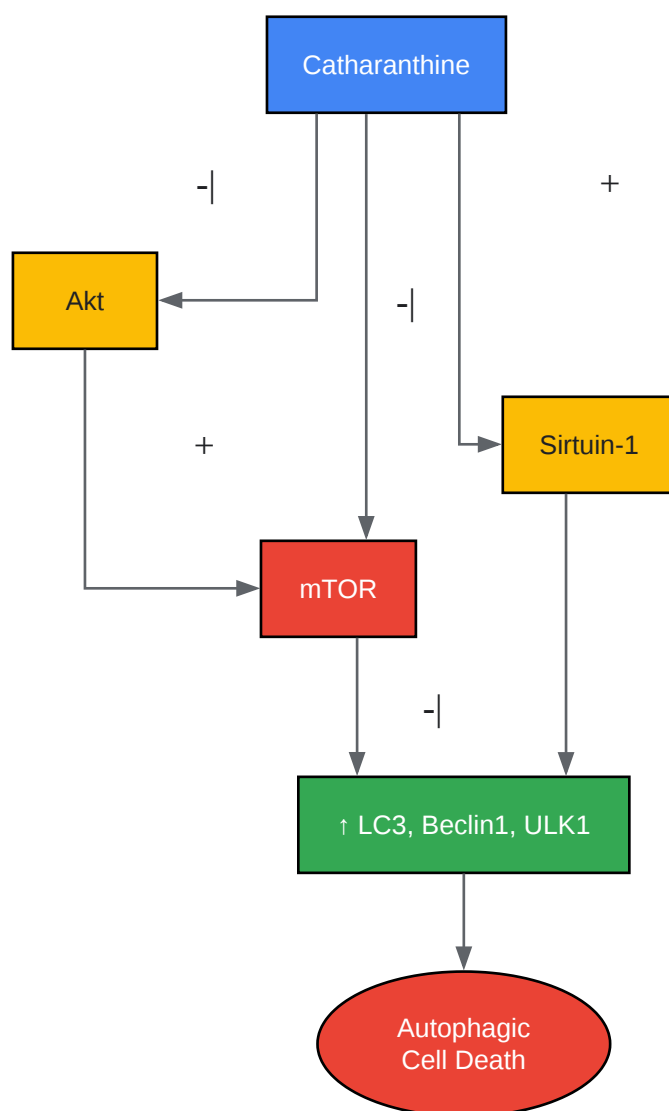 Catharanthine
-|
+
Akt
-|
+
Sirtuin-1
mTOR
-|
↑ LC3, Beclin1, ULK1
Autophagic
Cell Death